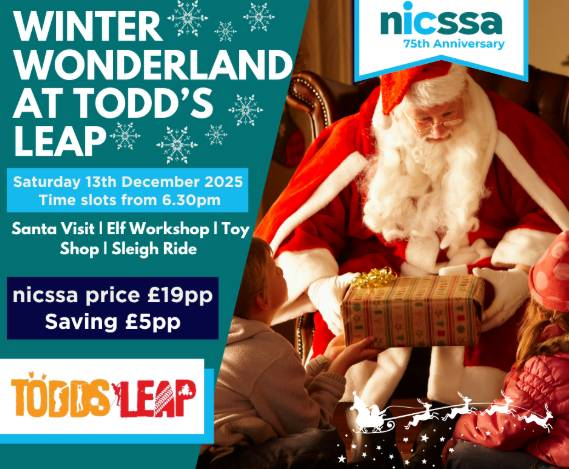 WINTER
WONDERLAND
AT TODD'S
LEAP
nicssa
75th Anniversary
Saturday 13th December 2025
Time slots from 6.30pm
Santa Visit | Elf Workshop | Toy
Shop | Sleigh Ride
nicssa price £19pp
Saving £5pp
TODDS LEAP